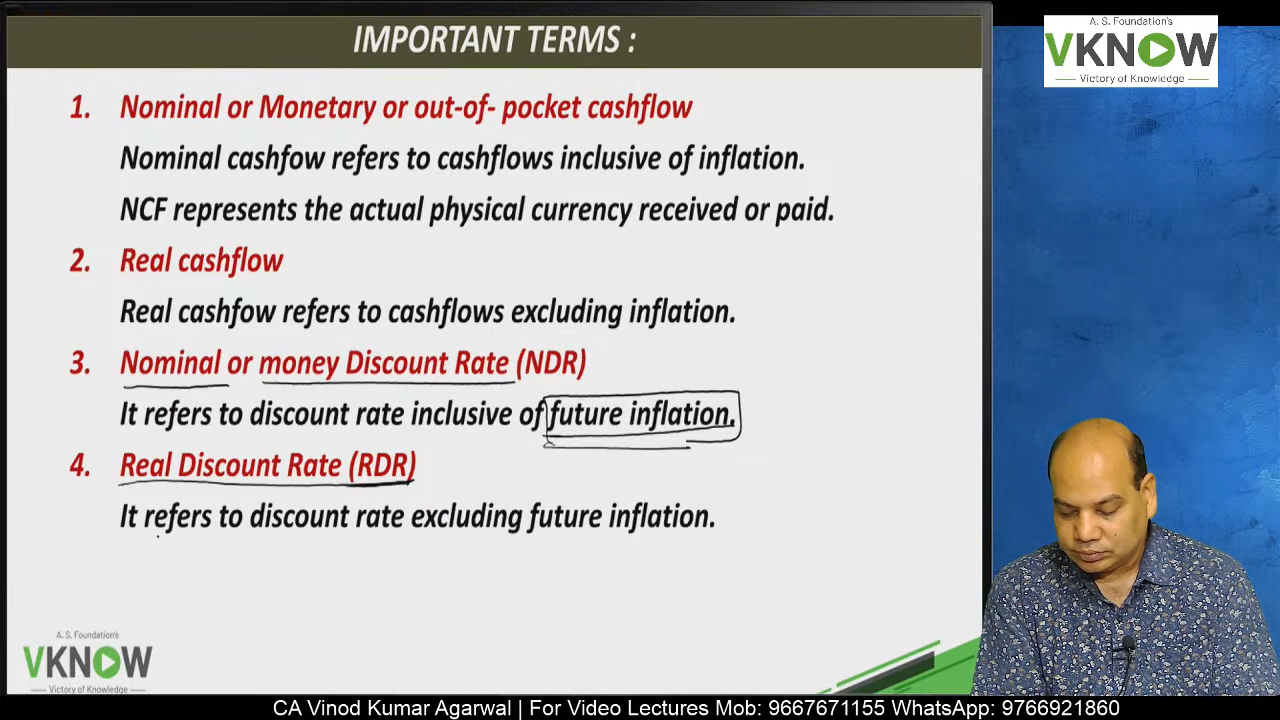 IMPORTANT TERMS :
A. S. Foundation's
VKNOW
Victory of Knowledge
1. Nominal or Monetary or out-of- pocket cashflow
Nominal cashfow refers to cashflows inclusive of inflation.
NCF represents the actual physical currency received or paid.
2. Real cashflow
Real cashfow refers to cashflows excluding inflation.
3. Nominal or money Discount Rate (NDR)
It refers to discount rate inclusive of future inflation.
4. Real Discount Rate (RDR)
It refers to discount rate excluding future inflation.
A. S. Foundation's
VKNOW
Victory of Knowledge
CA Vinod Kumar Agarwal | For Video Lectures Mob: 9667671155 WhatsApp: 9766921860